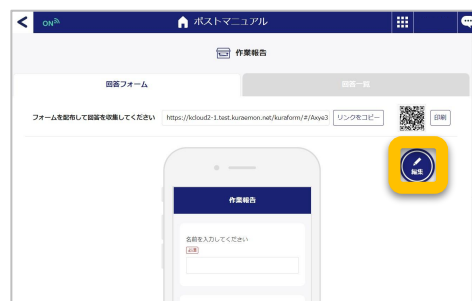 ON
ポストマニュアル
作業報告
回答フォーム
回答一覧
フォームを配布して回答を収集してください
https://kcloud2-1.test.kuraemon.net/kuraform/#/Axye3
リンクをコピー
印刷
編集
作業報告
名前を入力してください
必須